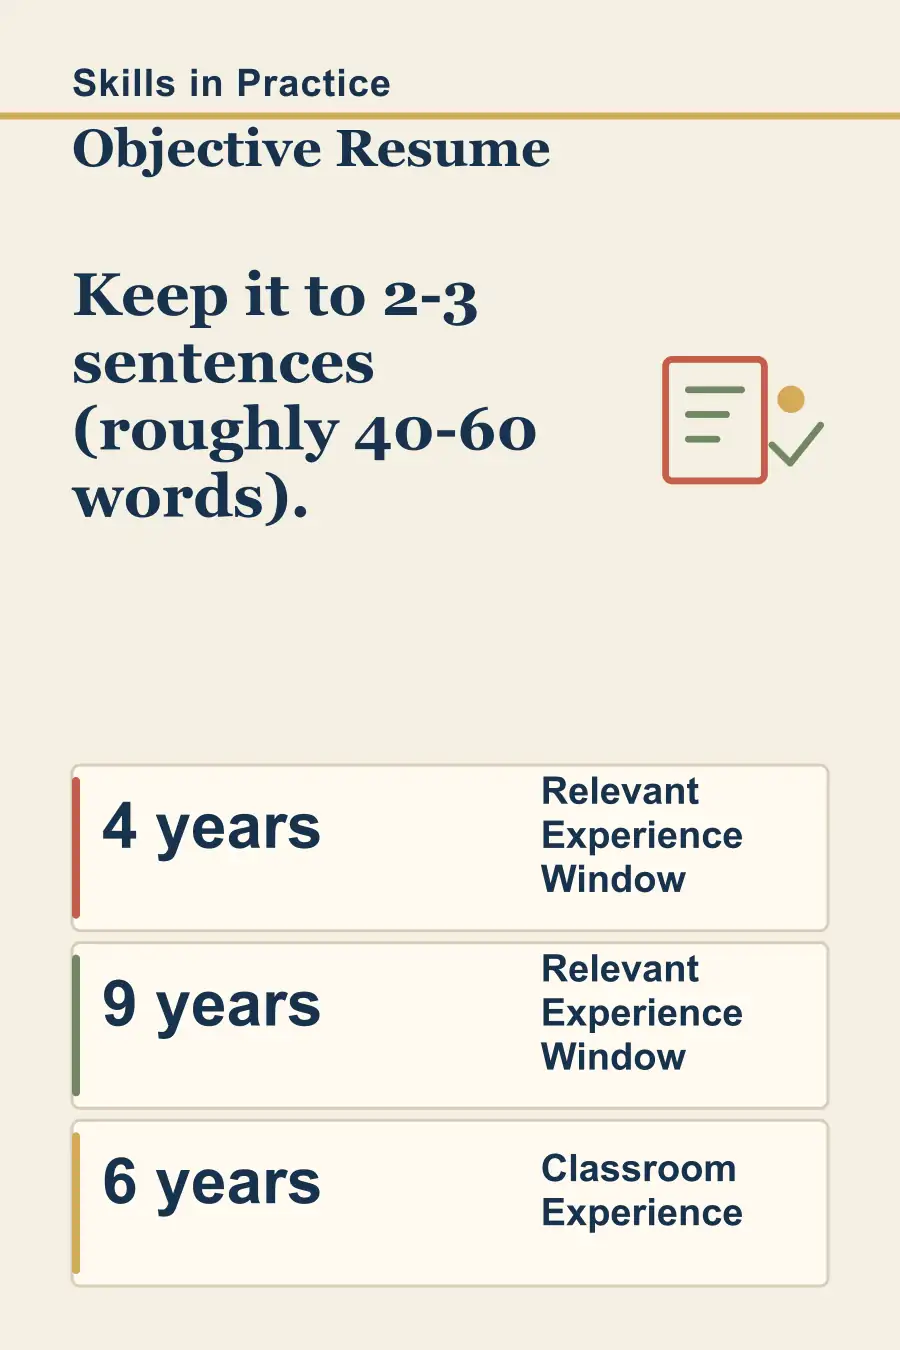 Skills in Practice
Objective Resume
Keep it to 2-3
sentences
(roughly 40-60
words).
4 years
Relevant
Experience
Window
9 years
Relevant
Experience
Window
6 years
Classroom
Experience